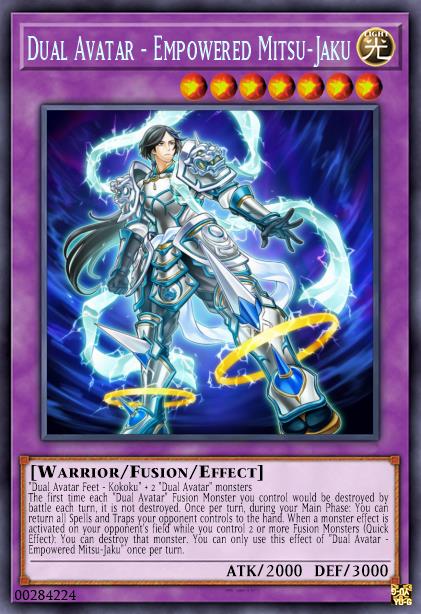 Dual Avatar - Empowered Mitsu-Jaku
LIGHT
光
[Warrior/Fusion/Effect]
"Dual Avatar Feet - Kokoku" + 2 "Dual Avatar" monsters
The first time each "Dual Avatar" Fusion Monster you control would be destroyed by
battle each turn, it is not destroyed. Once per turn, during your Main Phase: You can
return all Spells and Traps your opponent controls to the hand. When a monster effect is
activated on your opponent's field while you control 2 or more Fusion Monsters (Quick
Effect): You can destroy that monster. You can only use this effect of "Dual Avatar -
Empowered Mitsu-Jaku" once per turn.
ATK/2000 DEF/3000
00284224